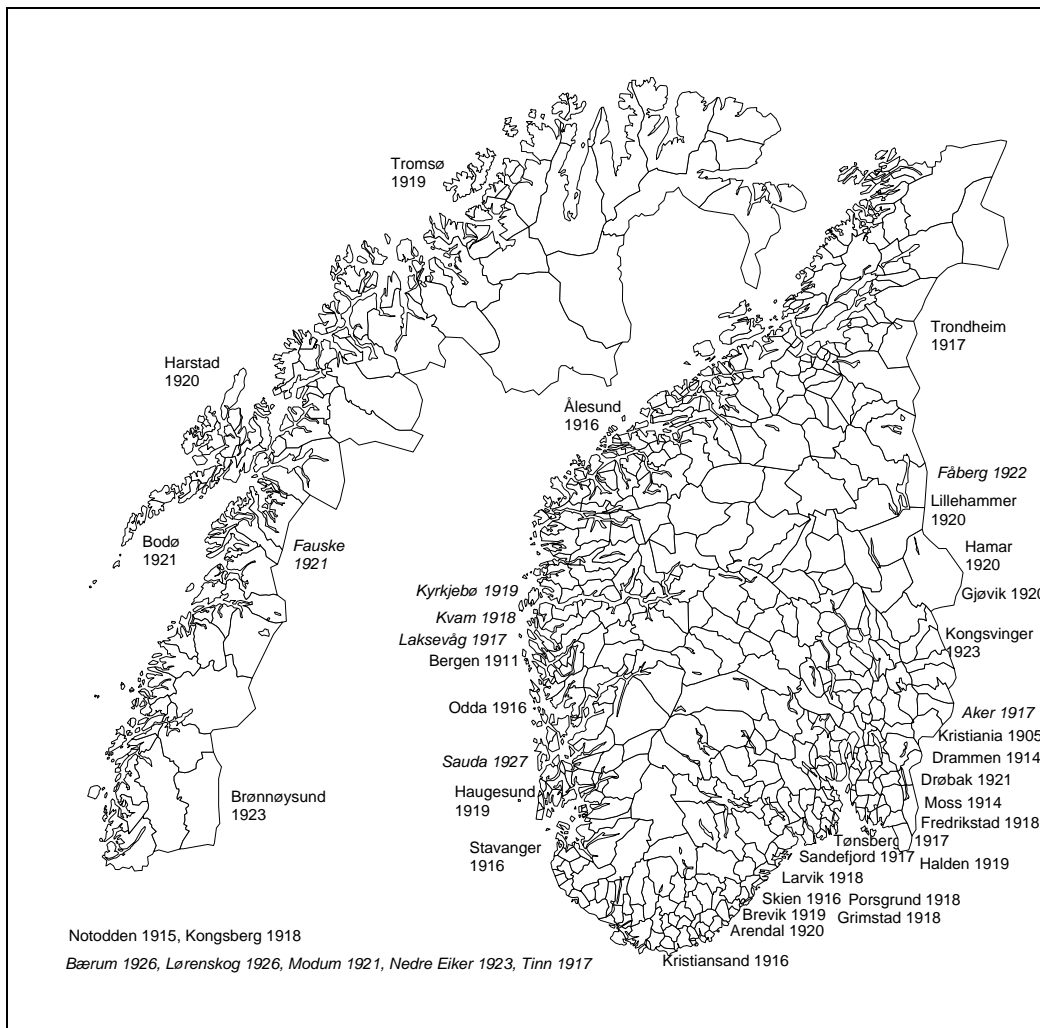 Tromsø
1919
Trondheim
1917
Harstad
1920
Ålesund
1916
Fåberg 1922
Lillehammer
1920
Bodø
1921
Fauske
1921
Hamar
1920
Kyrkjebø 1919
Gjøvik 1920
Kvam 1918
Laksevåg 1917
Kongsvinger
1923
Bergen 1911
Odda 1916
Aker 1917
Kristiania 1905
Sauda 1927
Drammen 1914
Drøbak 1921
Brønnøysund
1923
Haugesund
1919
Moss 1914
Fredrikstad 1918
Stavanger
1916
Tønsberg 1917
Sandefjord 1917
Halden 1919
Larvik 1918
Skien 1916 Porsgrund 1918
Brevik 1919 Grimstad 1918
Arendal 1920
Notodden 1915, Kongsberg 1918
Kristiansand 1916
Bærum 1926, Lørenskog 1926, Modum 1921, Nedre Eiker 1923, Tinn 1917